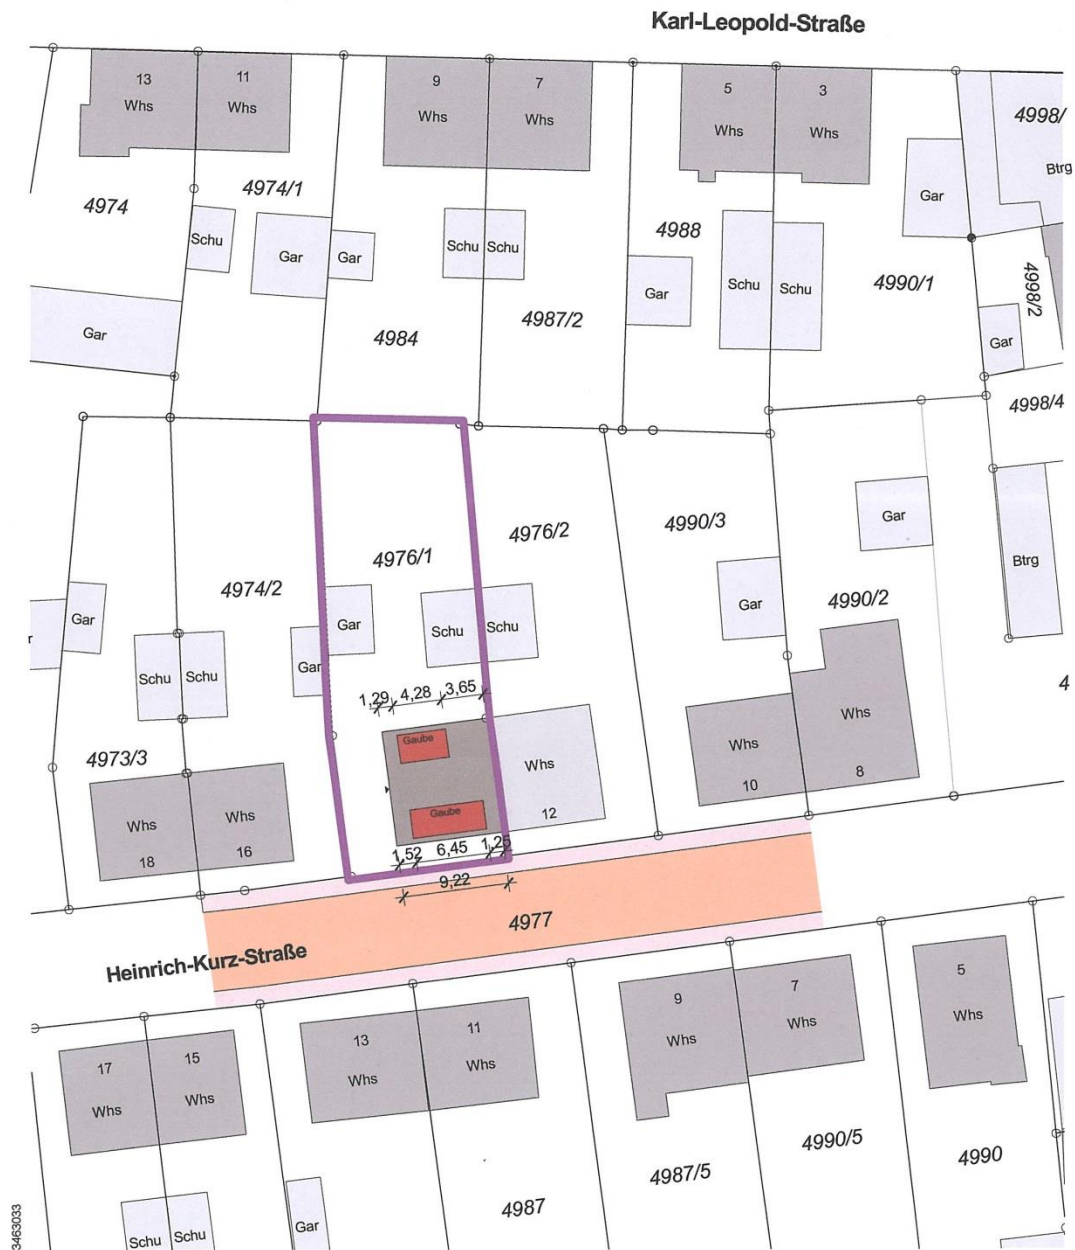 Karl-Leopold-Straße
13
Whs
11
Whs
9
Whs
7
Whs
5
Whs
3
Whs
4998/
Btrg
Gar
4974
4974/1
Schu
Gar
Gar
Schu
Schu
4988
Schu
Schu
4990/1
4998/2
Gar
Gar
4984
4987/2
Gar
Gar
4998/4
4976/2
4990/3
Gar
4976/1
Btrg
4974/2
Gar
4990/2
r
Gar
Gar
Schu
Schu
Schu
Schu
Gar
1,29
4,28
3,65
4
4973/3
Gaube
Whs
12
Whs
10
Whs
8
Whs
18
Whs
16
Gaube
1,52
6,45
1,25
9,22
4977
Heinrich-Kurz-Straße
17
Whs
15
Whs
13
Whs
11
Whs
9
Whs
7
Whs
5
Whs
4990/5
4987/5
4990
4987
Schu
Schu
Gar
3463033